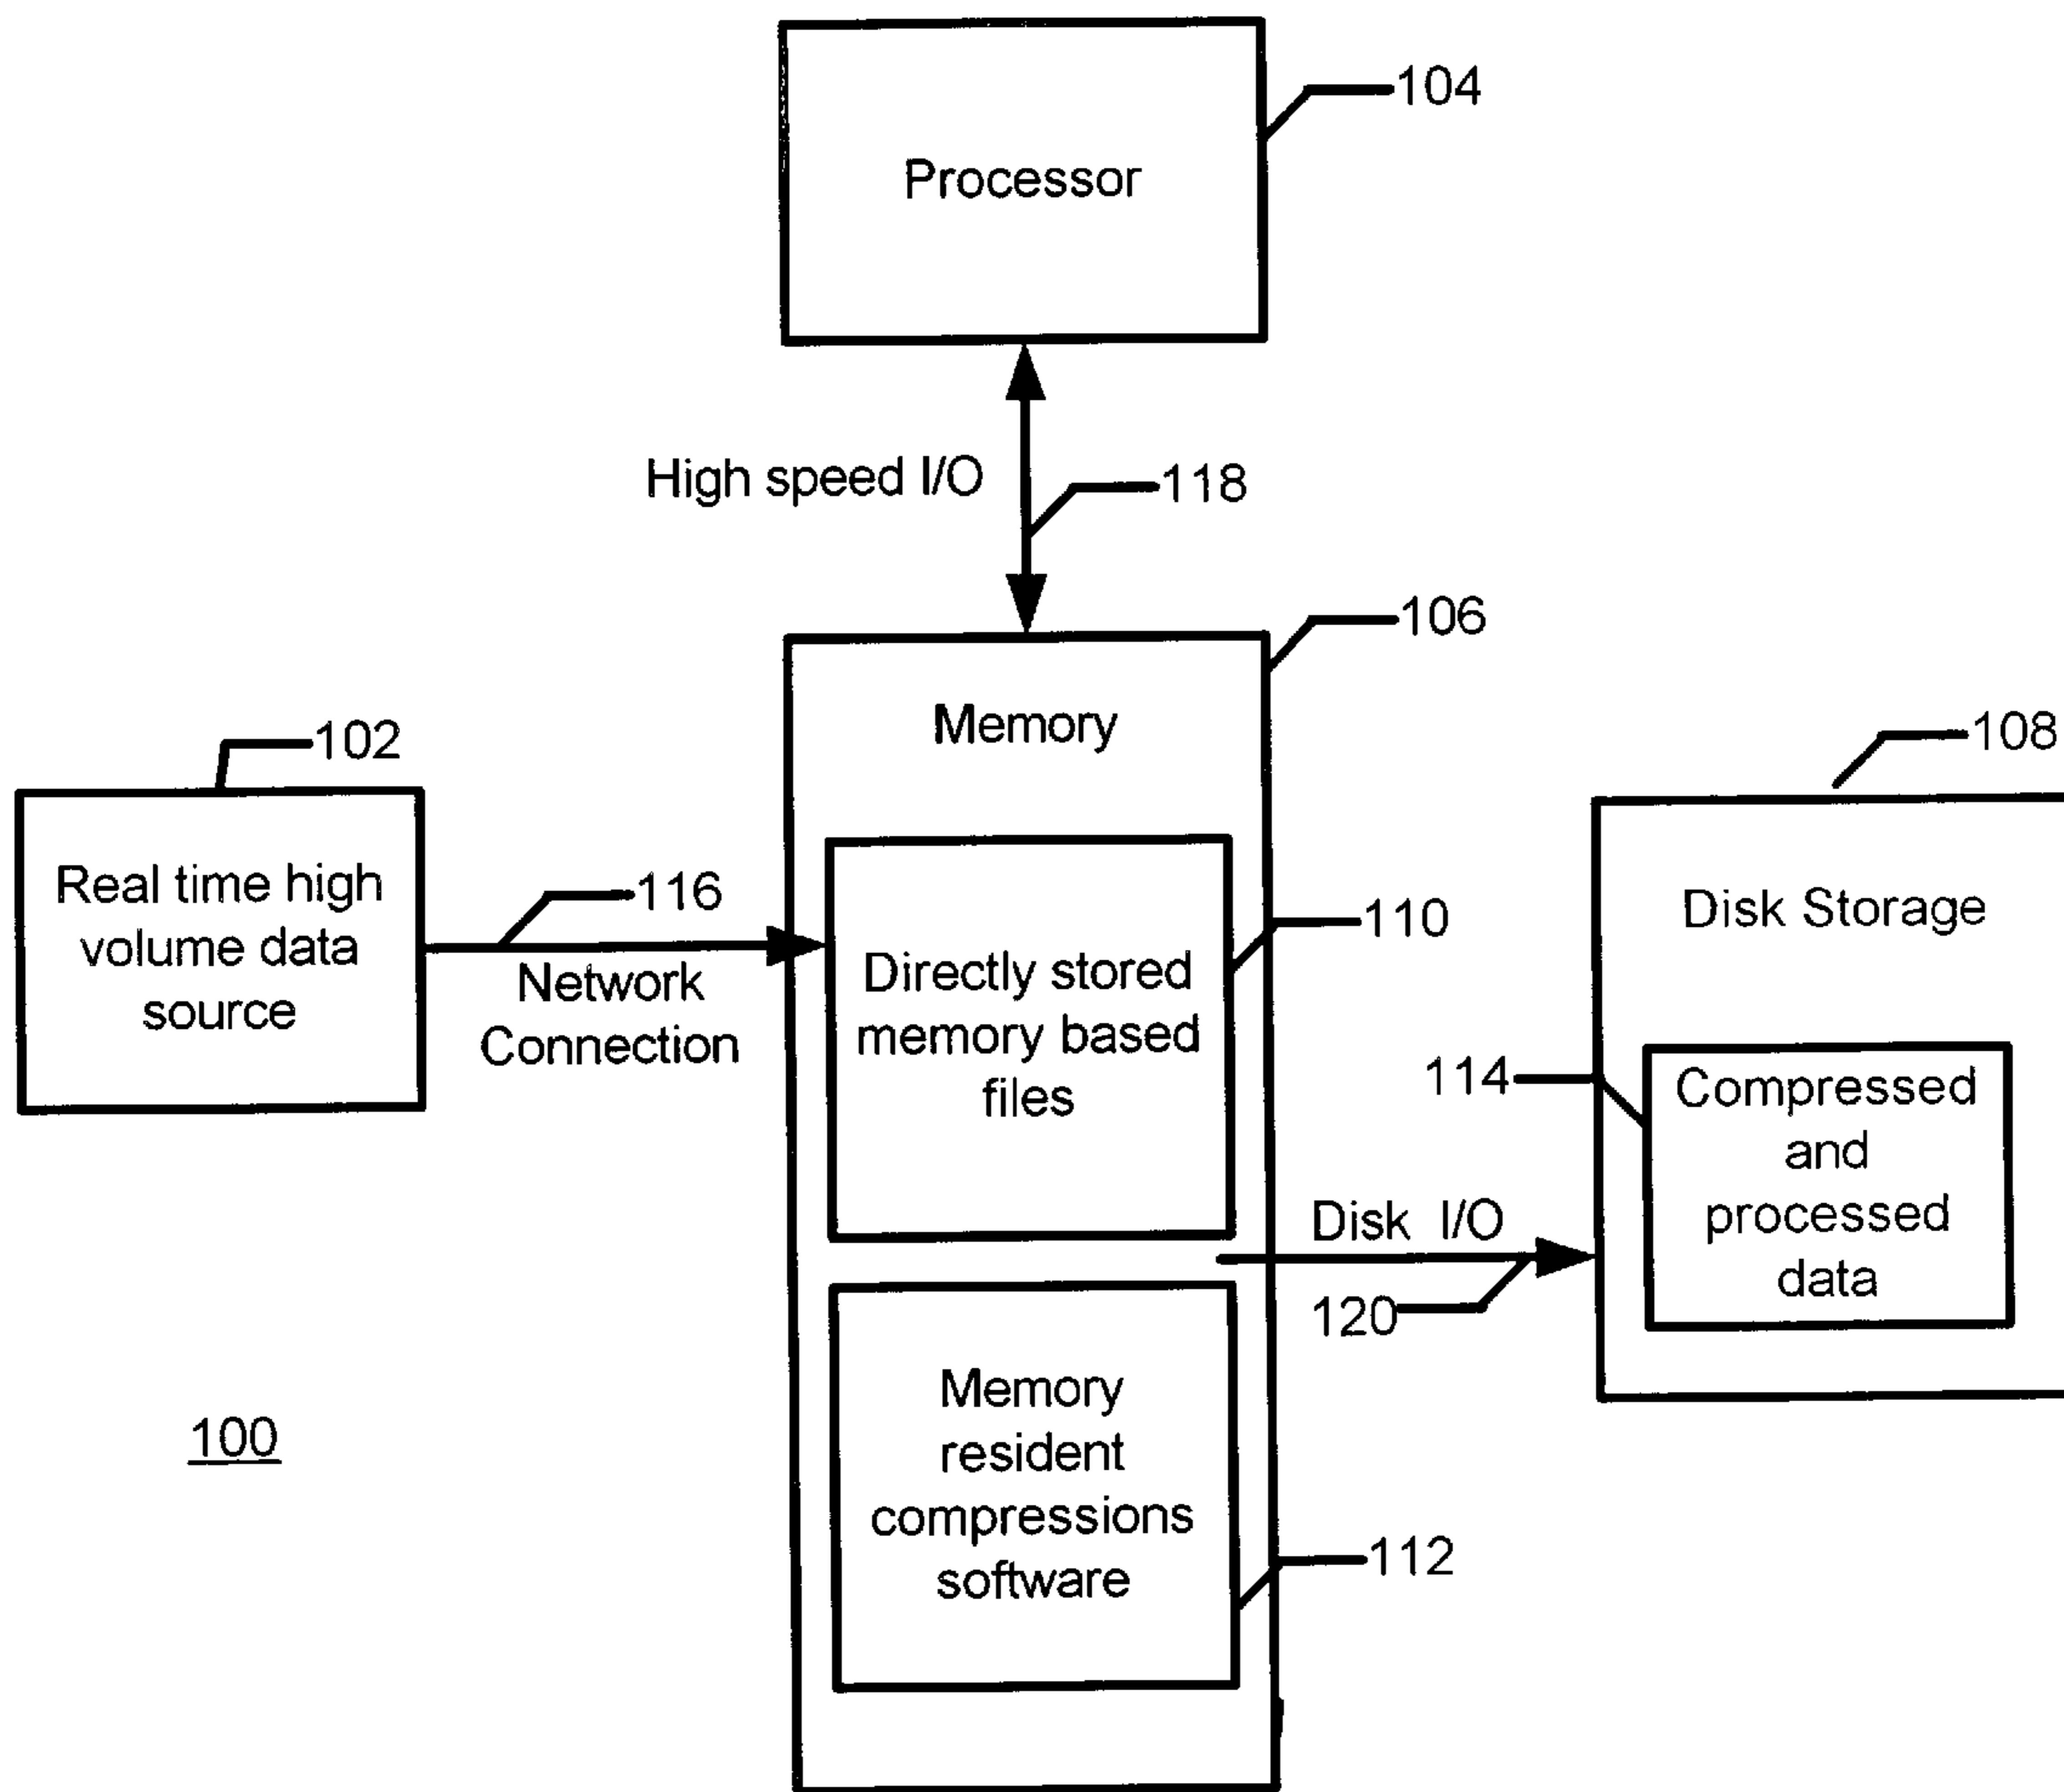 104
Processor
High speed I/O
118
106
Memory
102
108
Real time high
volume data
source
116
Network
Connection
110
Directly stored
memory based
files
Disk Storage
114
Compressed
and
processed
data
Disk I/O
120
Memory
resident
compressions
software
112
100